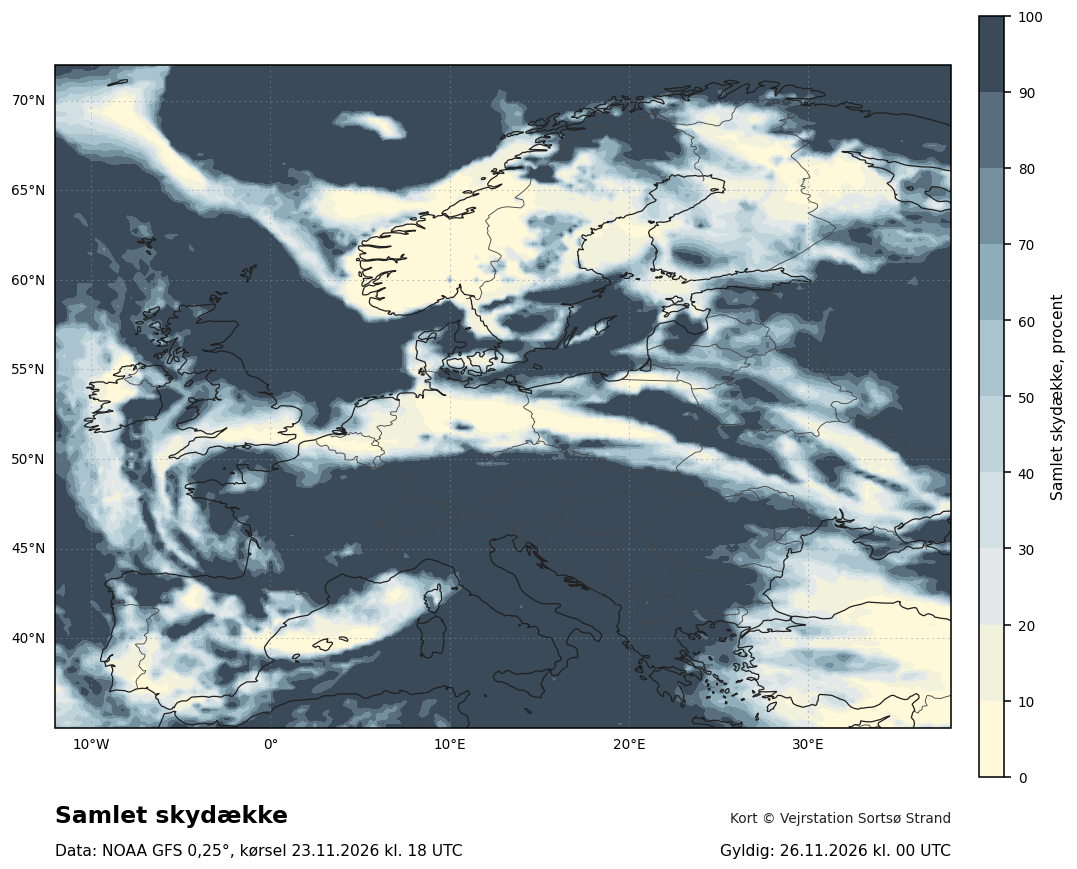 100
90
80
70
60
50
40
30
20
10
0
Samlet skydække, procent
70°N
65°N
60°N
55°N
50°N
45°N
40°N
10°W
0°
10°E
20°E
30°E
Samlet skydække
Kort © Vejrstation Sortsø Strand
Data: NOAA GFS 0,25°, kørsel 23.11.2026 kl. 18 UTC
Gyldig: 26.11.2026 kl. 00 UTC